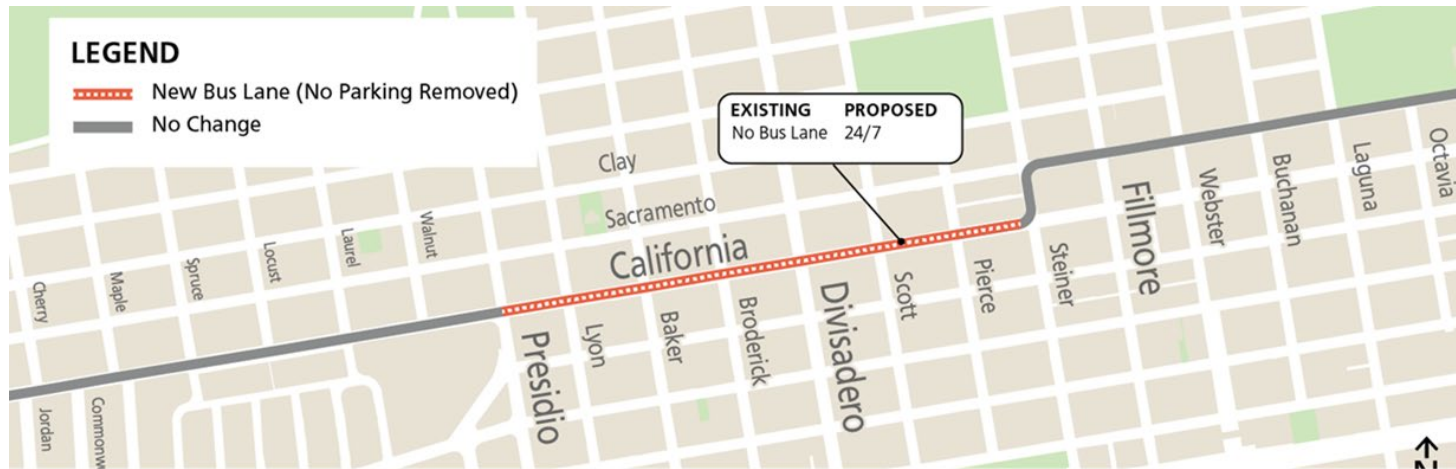 LEGEND
New Bus Lane (No Parking Removed)
No Change
EXISTING PROPOSED
No Bus Lane 24/7
Clay
Sacramento
California
Cherry
Maple
Spruce
Locust
Laurel
Walnut
Jordan
Commonw
Presidio
Lyon
Baker
Broderick
Divisadero
Scott
Pierce
Steiner
Fillmore
Webster
Buchanan
Laguna
Octavia
N